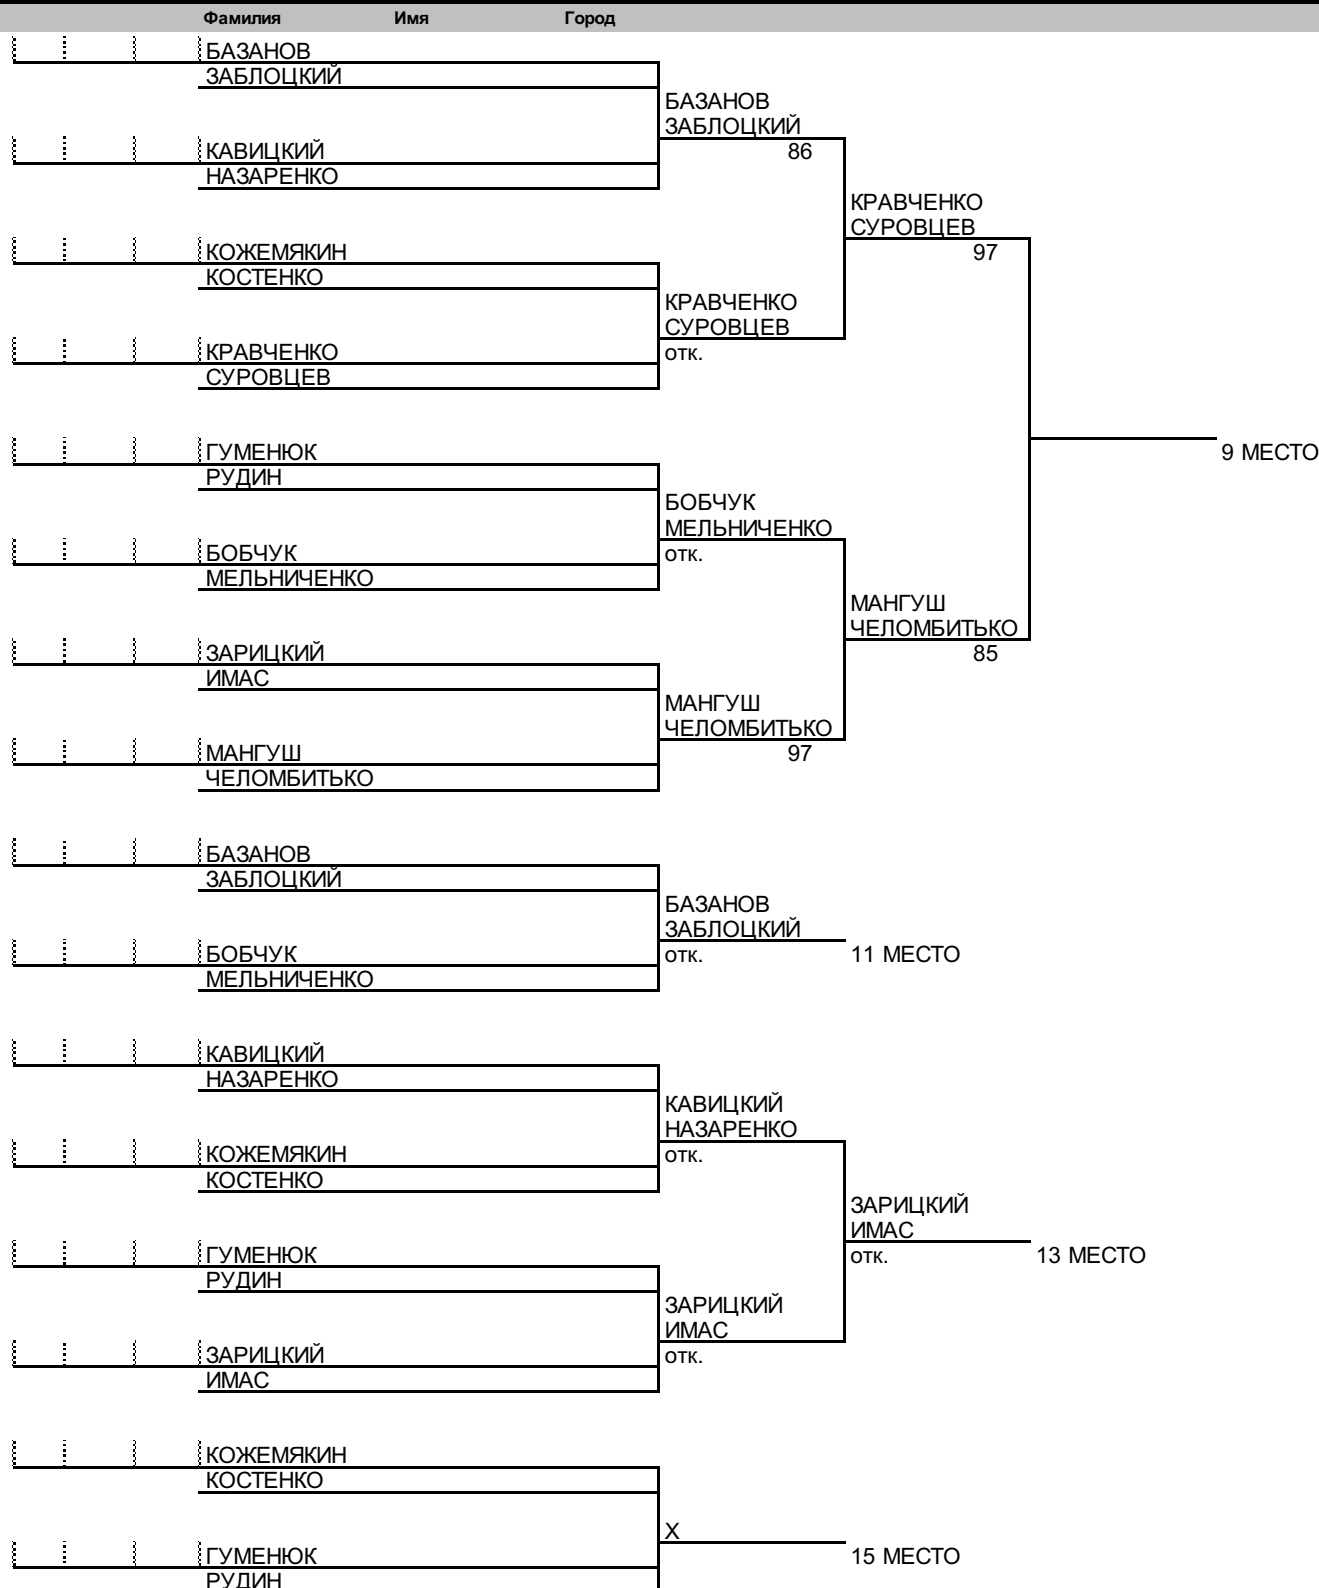 Фамилия Имя Город
БАЗАНОВ
ЗАБЛОЦКИЙ
БАЗАНОВ
ЗАБЛОЦКИЙ
КАВИЦКИЙ 86
НАЗАРЕНКО
КРАВЧЕНКО
СУРОВЦЕВ
КОЖЕМЯКИН 97
КОСТЕНКО
КРАВЧЕНКО
СУРОВЦЕВ
КРАВЧЕНКО отк.
СУРОВЦЕВ
ГУМЕНЮК 9 МЕСТО
РУДИН
БОБЧУК
МЕЛЬНИЧЕНКО
БОБЧУК отк.
МЕЛЬНИЧЕНКО
МАНГУШ
ЧЕЛОМБИТЬКО
ЗАРИЦКИЙ 85
ИМАС
МАНГУШ
ЧЕЛОМБИТЬКО
МАНГУШ 97
ЧЕЛОМБИТЬКО
БАЗАНОВ
ЗАБЛОЦКИЙ
БАЗАНОВ
ЗАБЛОЦКИЙ
БОБЧУК отк. 11 МЕСТО
МЕЛЬНИЧЕНКО
КАВИЦКИЙ
НАЗАРЕНКО
КАВИЦКИЙ
НАЗАРЕНКО
КОЖЕМЯКИН отк.
КОСТЕНКО
ЗАРИЦКИЙ
ИМАС
ГУМЕНЮК отк. 13 МЕСТО
РУДИН
ЗАРИЦКИЙ
ИМАС
ЗАРИЦКИЙ отк.
ИМАС
КОЖЕМЯКИН
КОСТЕНКО
Х
ГУМЕНЮК 15 МЕСТО
РУДИН